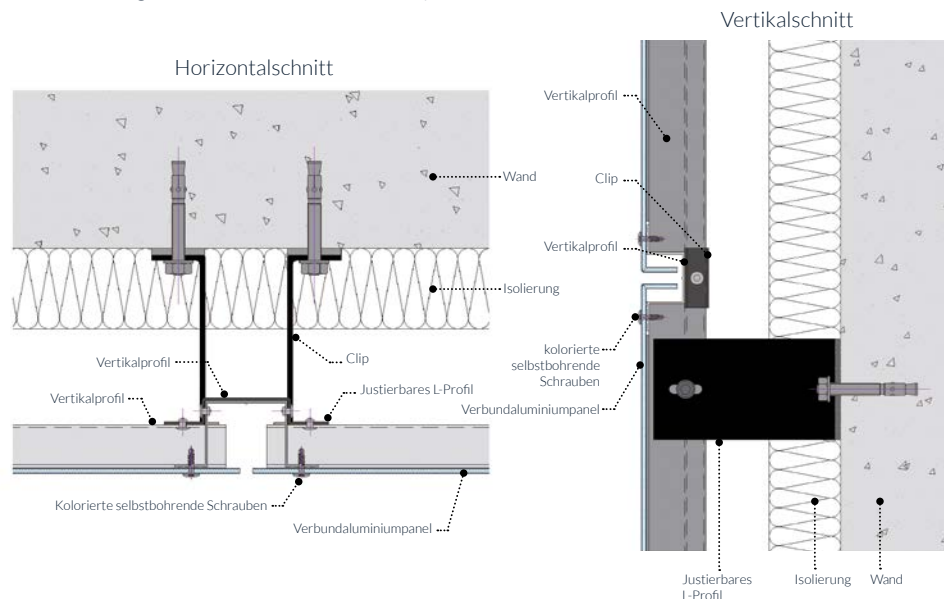 Vertikalschnitt
Horizontalschnitt
Wand
Isolierung
Vertikalprofil
Clip
Vertikalprofil
Justierbares L-Profil
Kolorierte selbstbohrende Schrauben
Verbundaluminiumpanel
Vertikalprofil
Clip
Vertikalprofil
kolorierte
selbstbohrende
Schrauben
Verbundaluminiumpanel
Justierbares
L-Profil
Isolierung
Wand